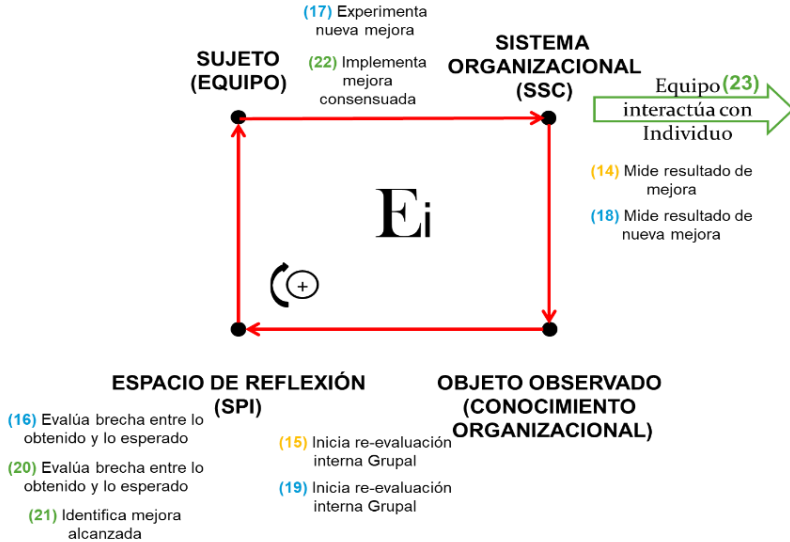 (17) Experimenta
nueva mejora
SUJETO
(EQUIPO)
(22) Implementa
mejora
consensuada
SISTEMA
ORGANIZACIONAL
(SSC)
Equipo (23)
interactúa con
Individuo
(14) Mide resultado de
mejora
(18) Mide resultado de
nueva mejora
Ei
+
ESPACIO DE REFLEXIÓN
(SPI)
OBJETO OBSERVADO
(CONOCIMIENTO
ORGANIZACIONAL)
(16) Evalúa brecha entre lo
obtenido y lo esperado
(20) Evalúa brecha entre lo
obtenido y lo esperado
(21) Identifica mejora
alcanzada
(15) Inicia re-evaluación
interna Grupal
(19) Inicia re-evaluación
interna Grupal